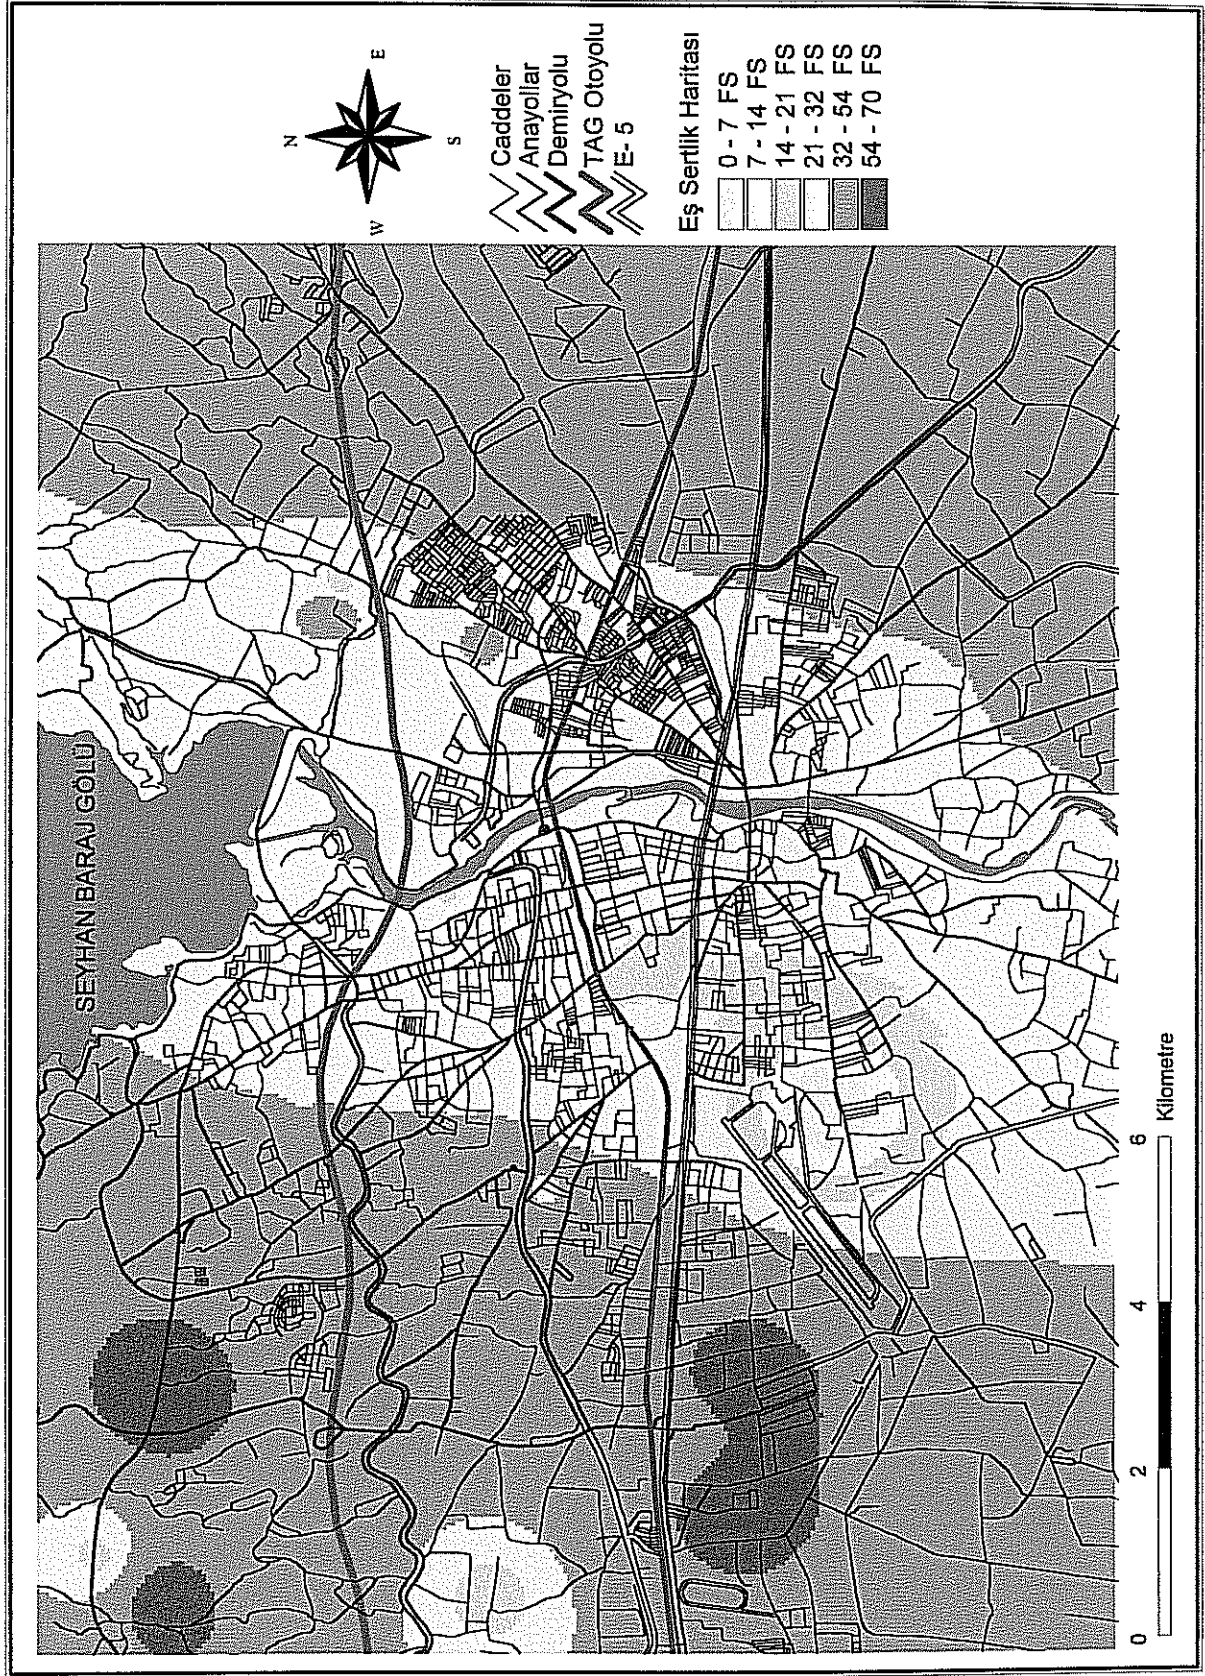 SEYHAN BARAJ GÖLÜ
N
E
S
W
Caddeler
Anayollar
Demiryolu
TAG Otoyolu
E- 5
Eş Sertlik Haritası
0 - 7 FS
7 - 14 FS
14 - 21 FS
21 - 32 FS
32 - 54 FS
54 - 70 FS
0 2 4 6 Kilometre